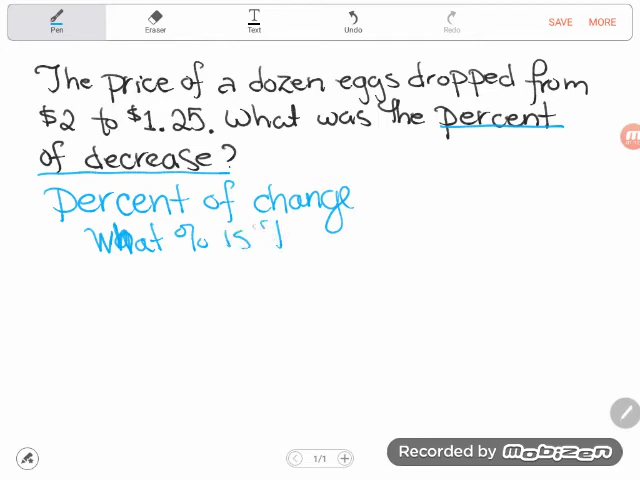 Pen
Eraser
Text
Undo
Redo
SAVE
MORE
The price of a dozen eggs dropped from
$2 to $1.25. What was the percent
of decrease?
Percent of change
What % is
1/1
Recorded by mobizen